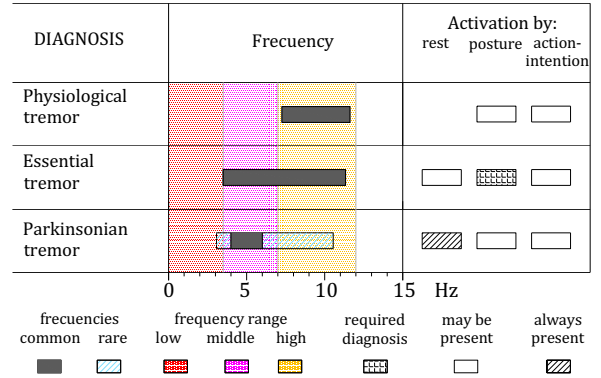 DIAGNOSIS Frecuency Activation by:
rest posture action-
intention
Physiological
tremor
Essential
tremor
Parkinsonian
tremor
0 5 10 15 Hz
frecuencies frequency range required may be always
common rare low middle high diagnosis present present